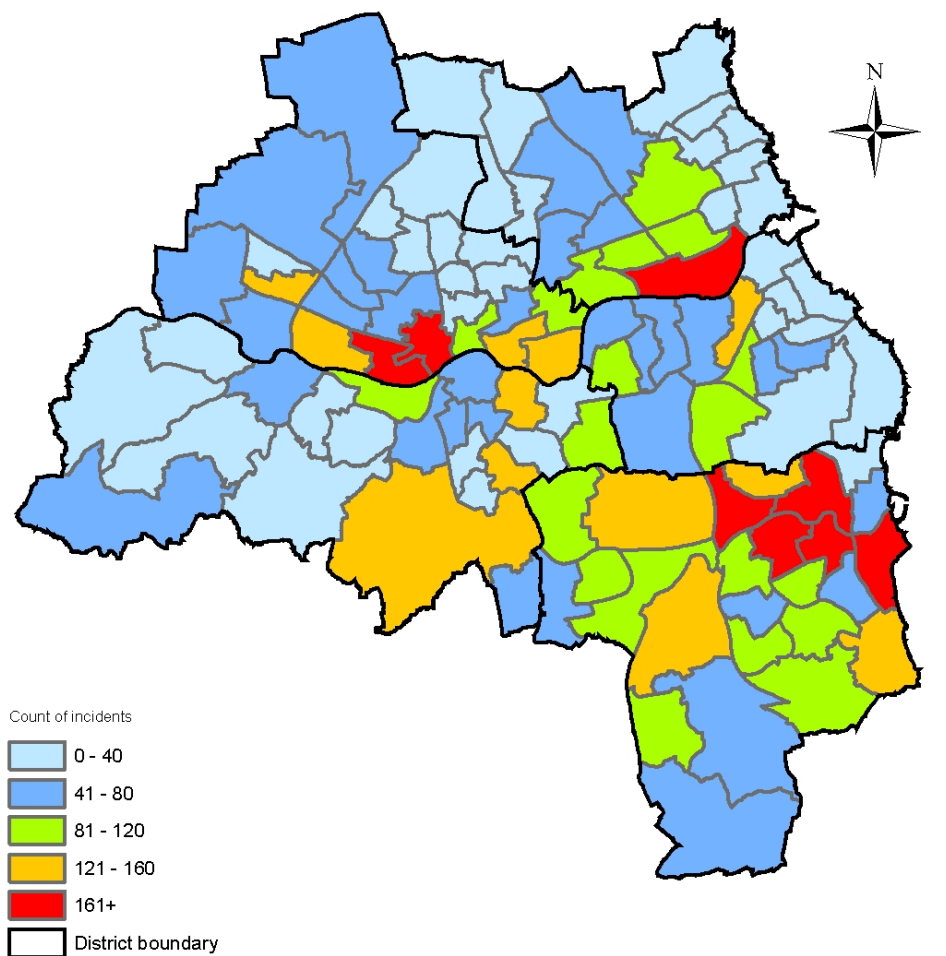 N
Count of incidents
0 - 40
41 - 80
81 - 120
121 - 160
161+
District boundary